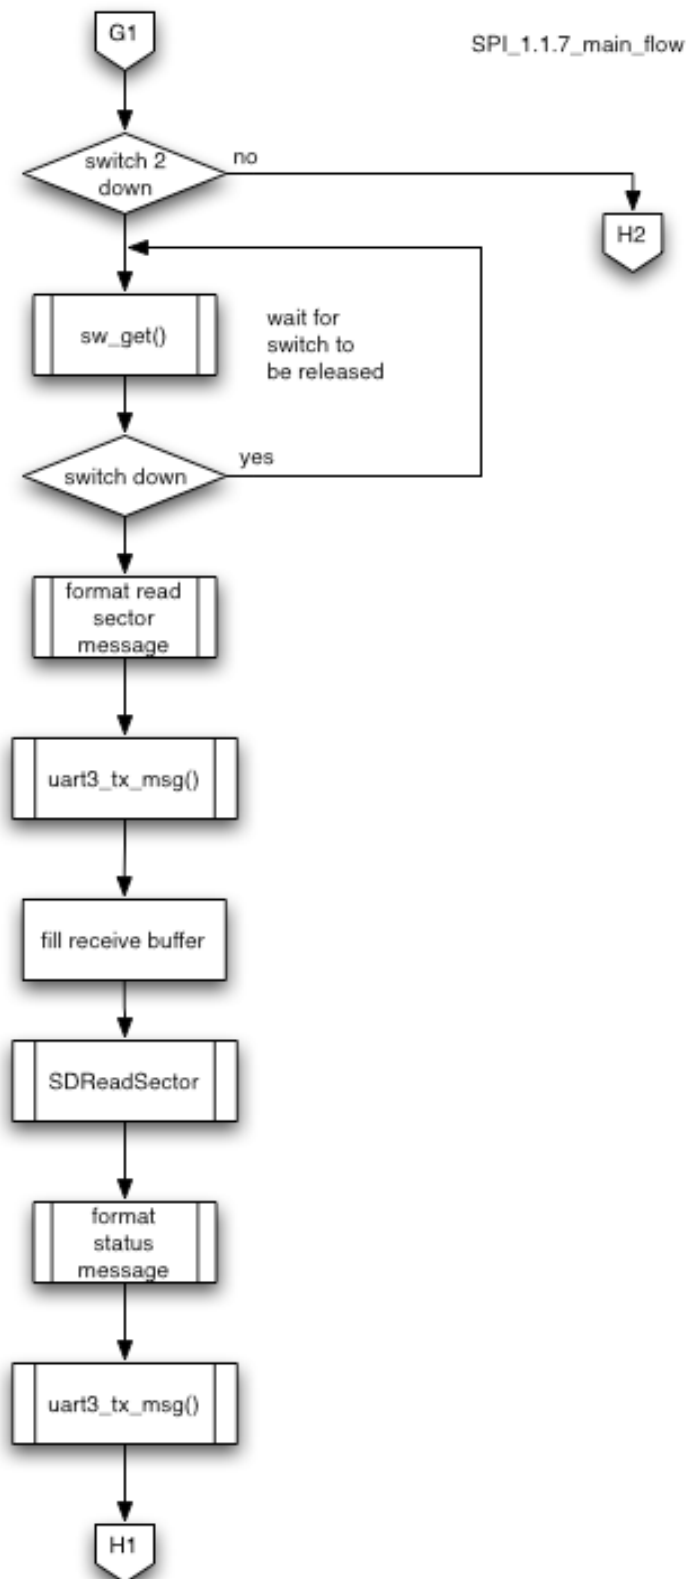 G1
SPI_1.1.7_main_flow
switch 2
down
no
H2
sw_get()
wait for
switch to
be released
switch down
yes
format read
sector
message
uart3_tx_msg()
fill receive buffer
SDReadSector
format
status
message
uart3_tx_msg()
H1